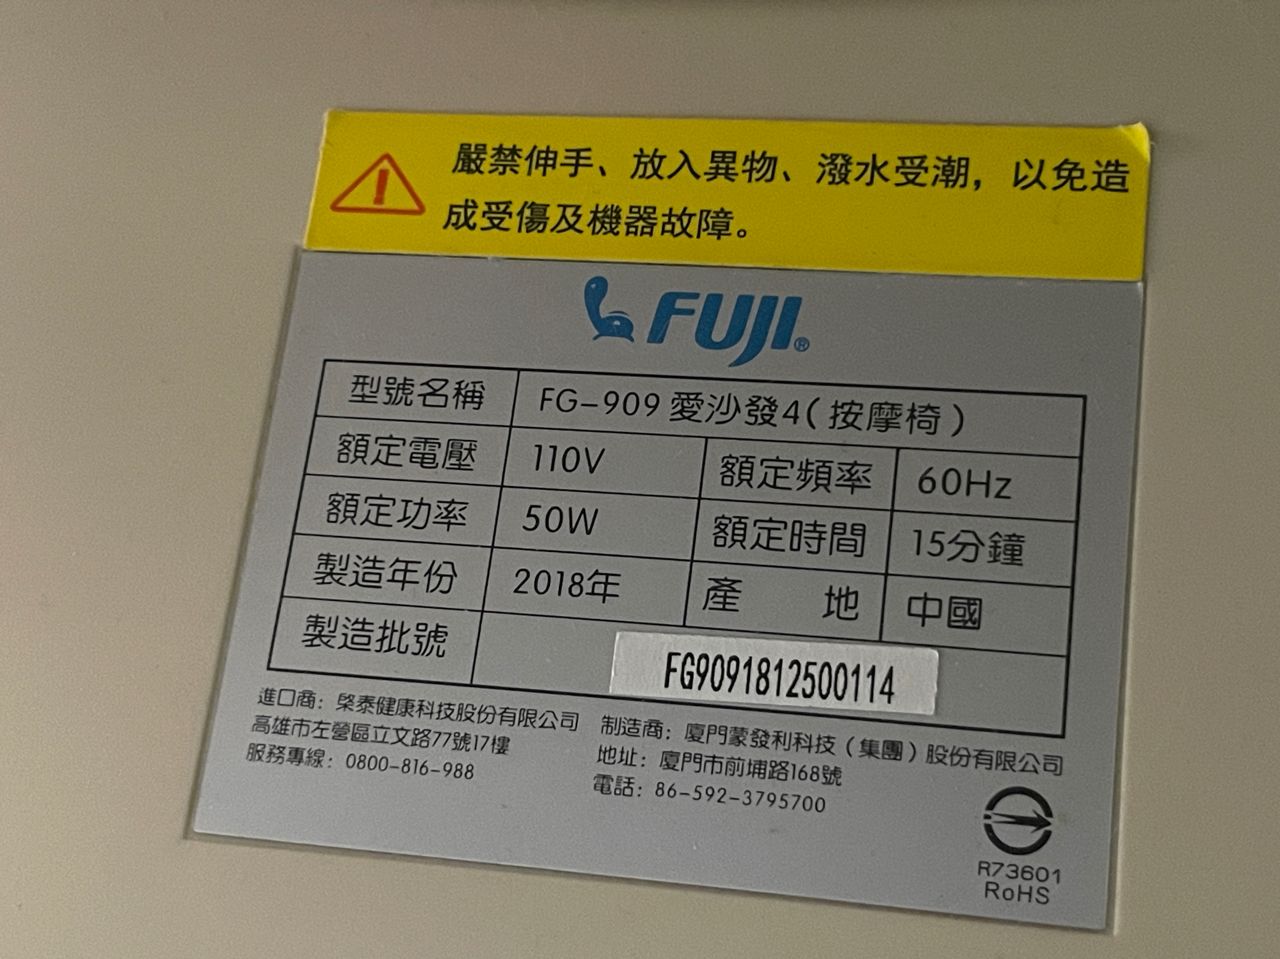 嚴禁伸手、放入異物、潑水受潮，以免造
成受傷及機器故障。
FUJI®
型號名稱 FG-909 愛沙發4(按摩椅)
額定電壓 110V 額定頻率 60Hz
額定功率 50W 額定時間 15分鐘
製造年份 2018年 產 地 中國
製造批號 FG9091812500114
進口商：棨泰健康科技股份有限公司
高雄市左營區立文路77號17樓
服務專線：0800-816-988
制造商：廈門蒙發利科技（集團）股份有限公司
地址：廈門市前埔路168號
電話：86-592-3795700
R73601
RoHS